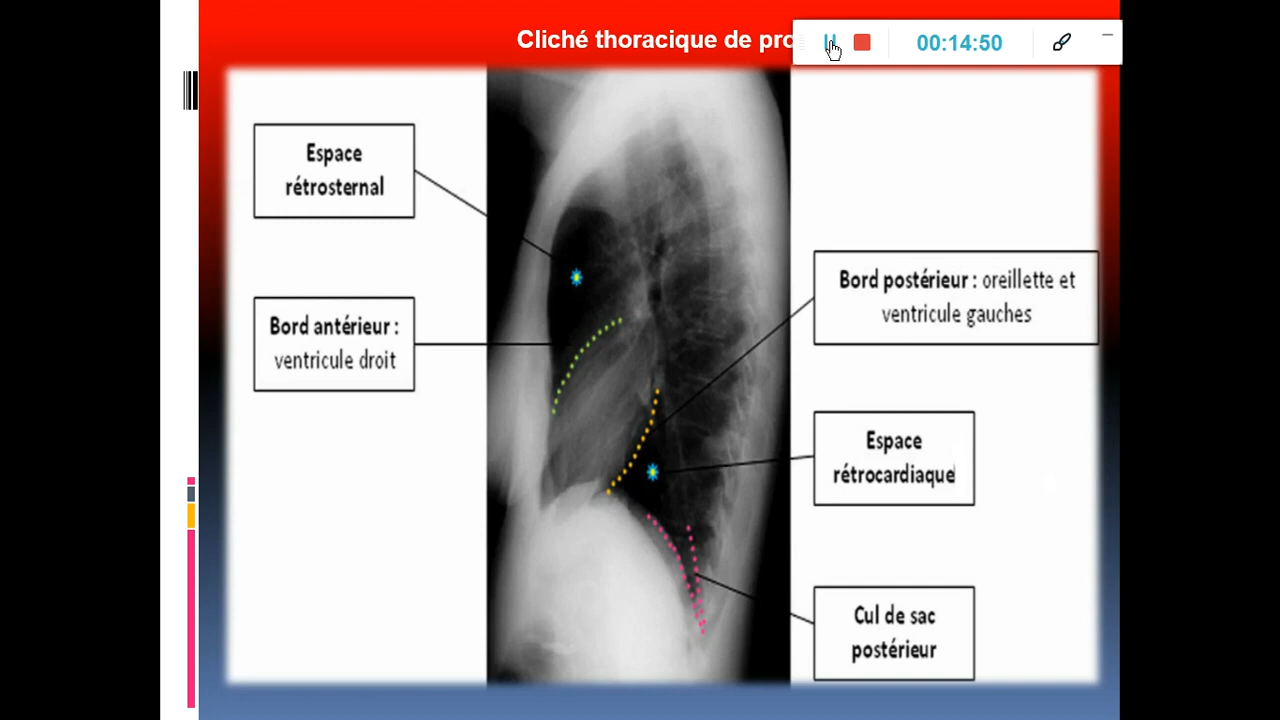 Cliché thoracique de pro
00:14:50
Espace
rétrosternal
Bord antérieur :
ventricule droit
Bord postérieur : oreillette et
ventricule gauches
Espace
rétrocardiaque
Cul de sac
postérieur